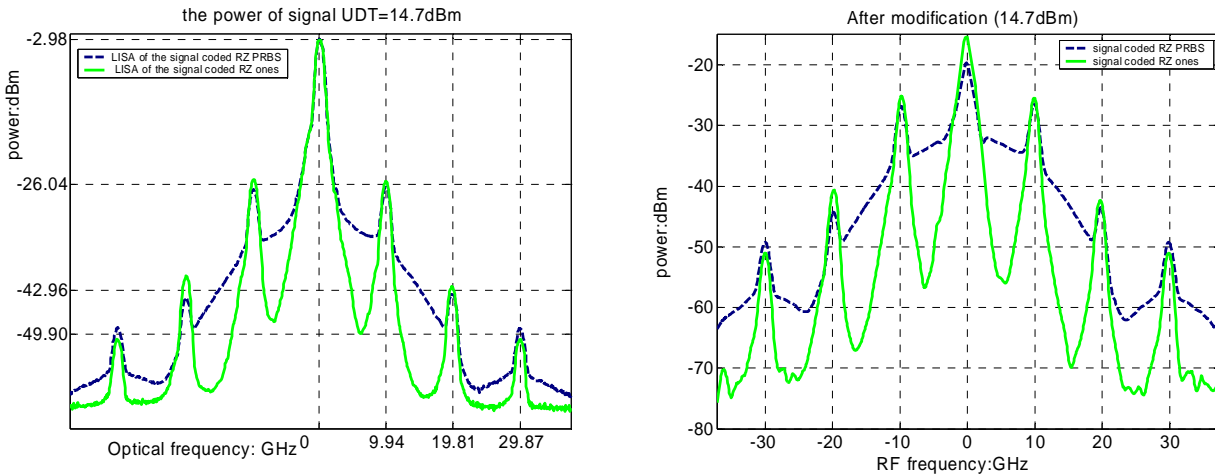 the power of signal UDT=14.7dBm
LISA of the signal coded RZ PRBS
LISA of the signal coded RZ ones
power:dBm
-2.98
-26.04
-42.96
-49.90
Optical frequency: GHz
0
9.94
19.81
29.87
After modification (14.7dBm)
signal coded RZ PRBS
signal coded RZ ones
power:dBm
-20
-30
-40
-50
-60
-70
-80
-30
-20
-10
0
10
20
30
RF frequency:GHz